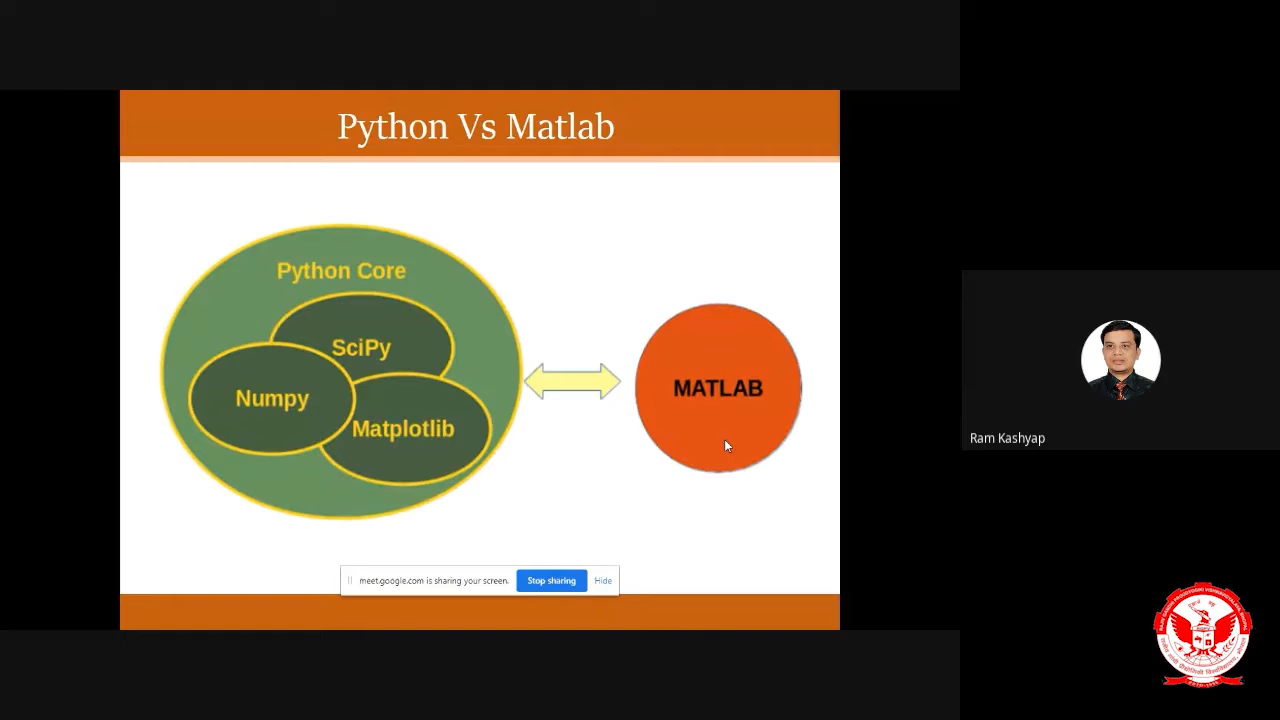 Python Vs Matlab
Python Core
SciPy
Numpy
Matplotlib
MATLAB
meet.google.com is sharing your screen.
Stop sharing
Hide
Ram Kashyap